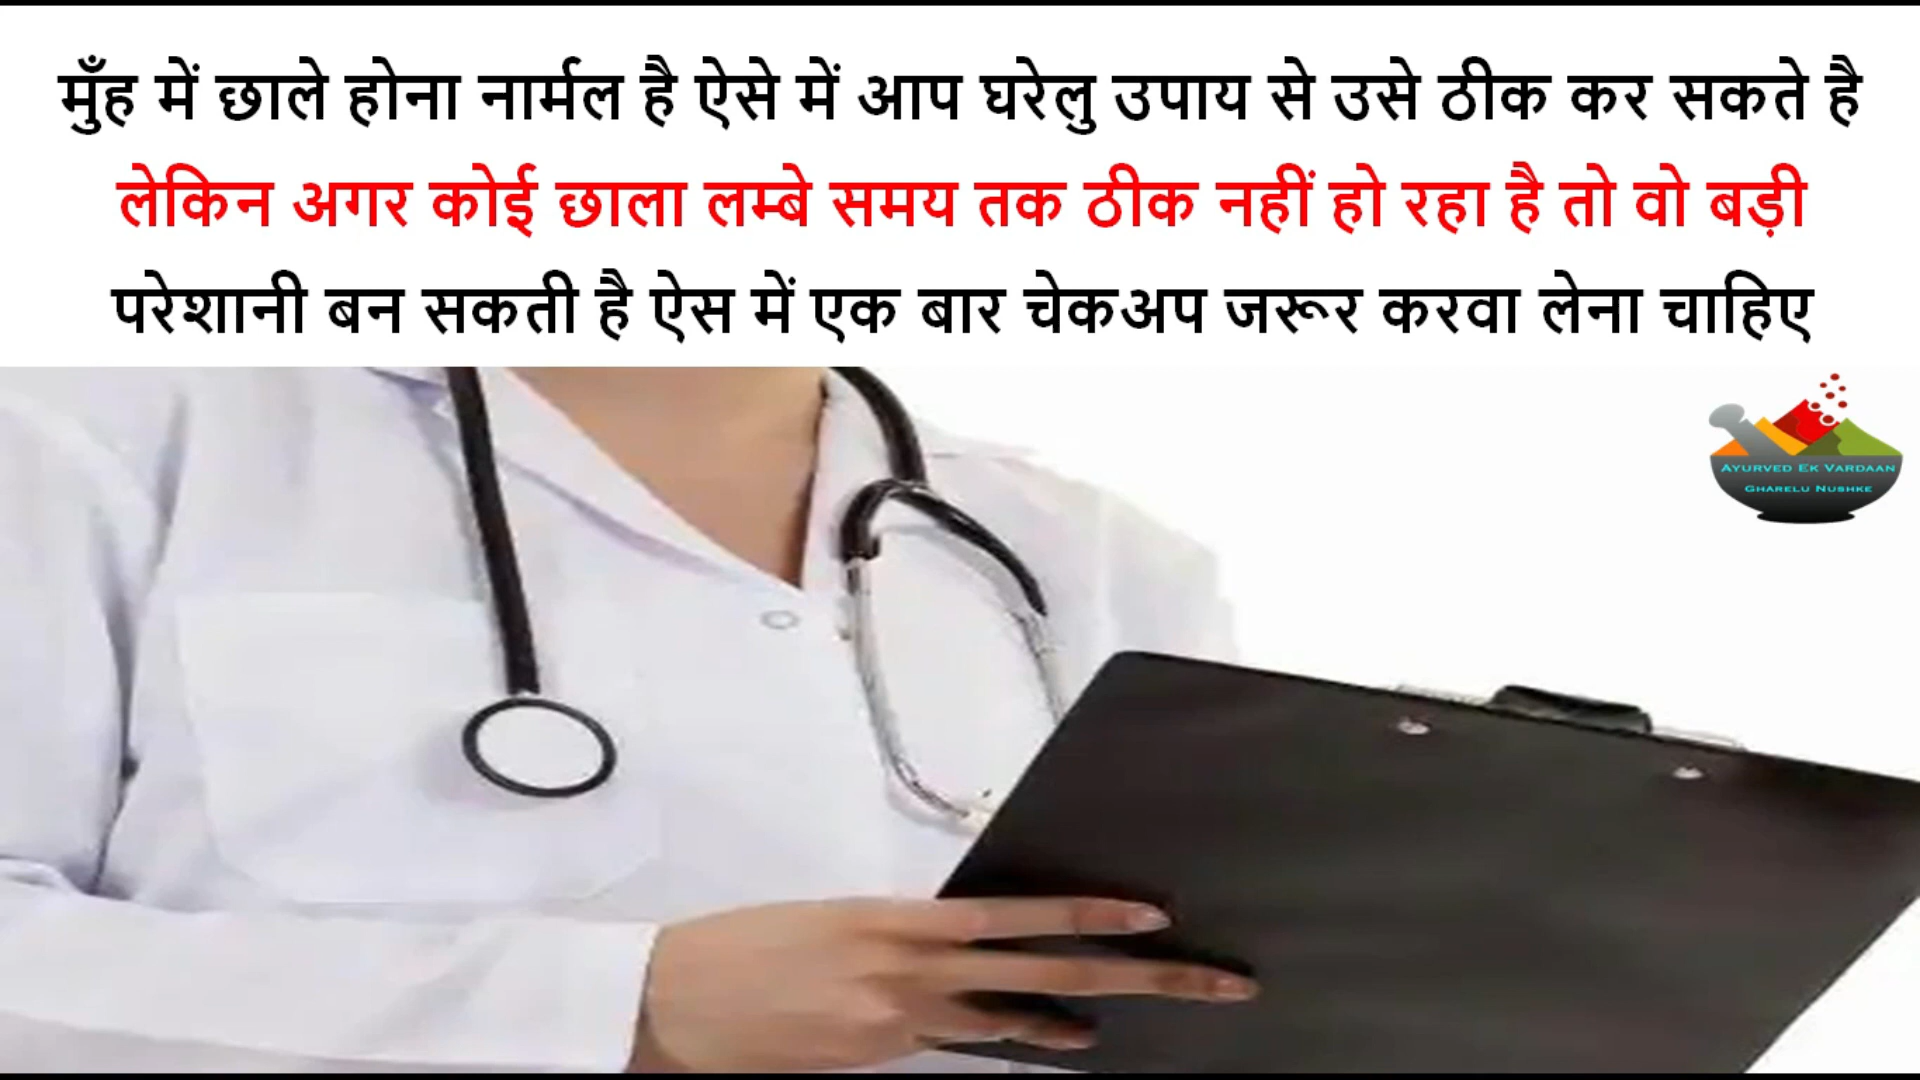 मुँह में छाले होना नार्मल है ऐसे में आप घरेलु उपाय से उसे ठीक कर सकते है
लेकिन अगर कोई छाला लम्बे समय तक ठीक नहीं हो रहा है तो वो बड़ी
परेशानी बन सकती है ऐस में एक बार चेकअप जरूर करवा लेना चाहिए
AYURVED EK VARDAAN
GHARELU NUSHKE